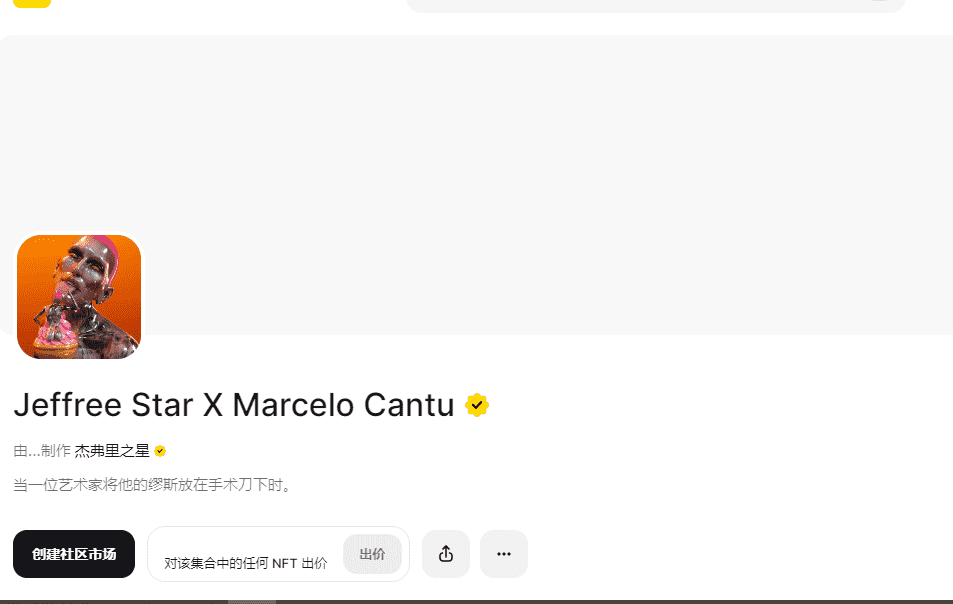 Jeffree Star X Marcelo Cantu
由...制作 杰弗里之星
当一位艺术家将他的缪斯放在手术刀下时。
创建社区市场 对该集合中的任何 NFT 出价 出价